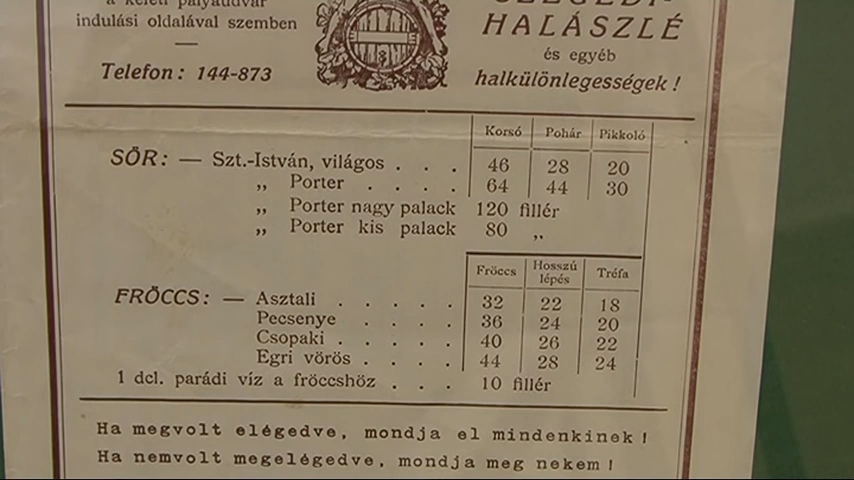 a keleti pályaudvar
indulási oldalával szemben
Telefon: 144-873
SZEGEDI-
HALÁSZLÉ
és egyéb
halkülönlegességek!
Korsó Pohár Pikkoló
SÖR: — Szt.-István, világos . . . 46 28 20
„ Porter . . . . 64 44 30
„ Porter nagy palack 120 fillér
„ Porter kis palack 80 „
Fröccs Hosszú lépés Tréfa
FRÖCCS: — Asztali . . . . . 32 22 18
Pecsenye . . . . 36 24 20
Csopaki . . . . . 40 26 22
Egri vörös . . . . 44 28 24
1 dcl. parádi víz a fröccshöz . . . 10 fillér
Ha megvolt elégedve, mondja el mindenkinek!
Ha nemvolt megelégedve, mondja meg nekem!